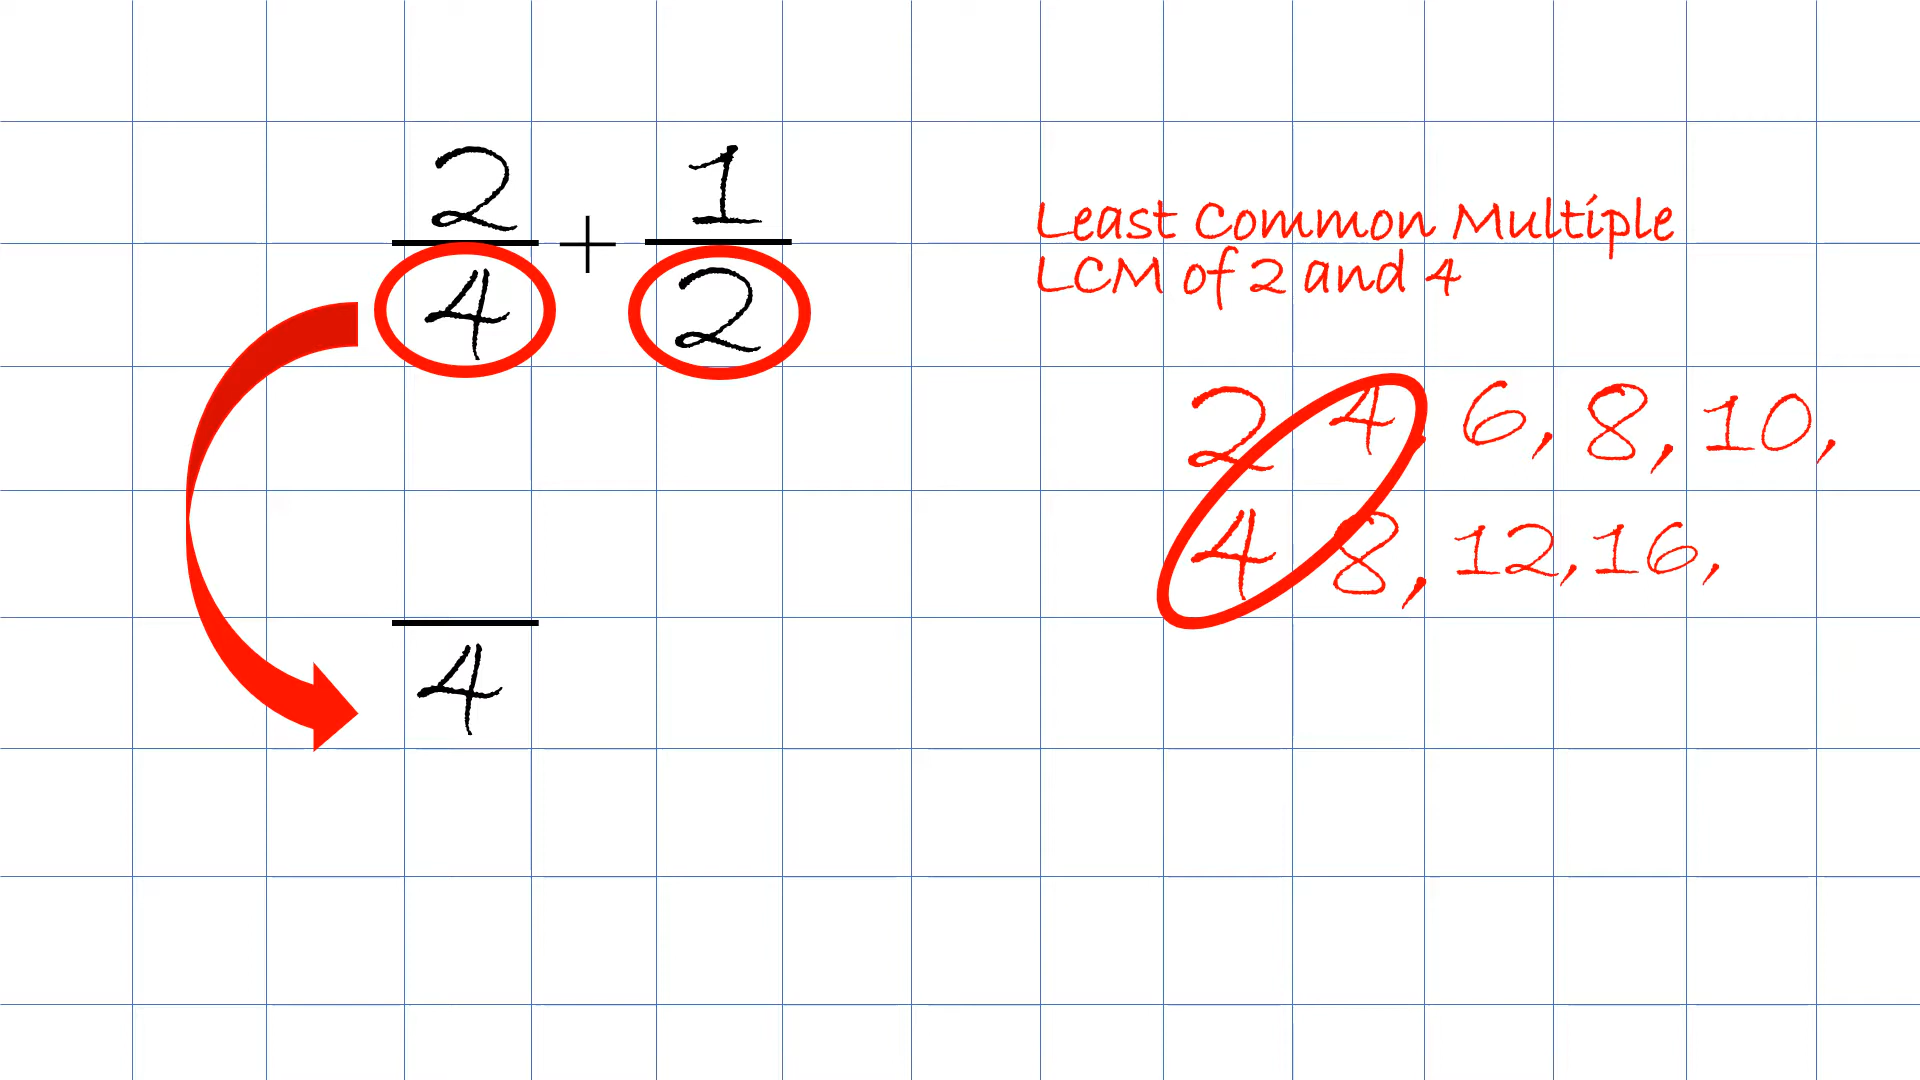 2/4 + 1/2
Least Common Multiple
LCM of 2 and 4
2 4, 6, 8, 10,
4 8, 12, 16,
/4